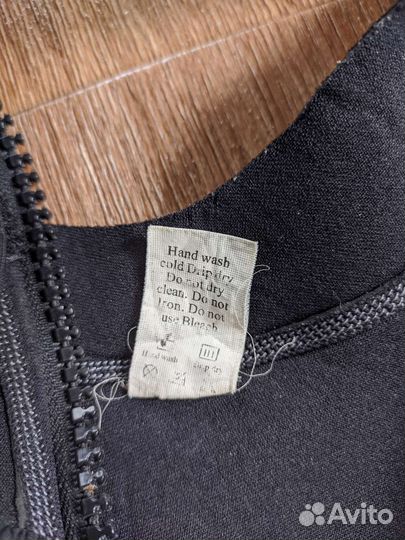 Hand wash
cold Drip dry
Do not dry
clean. Do not
Iron. Do not
use Bleach
Hand wash Drip dry
Avito